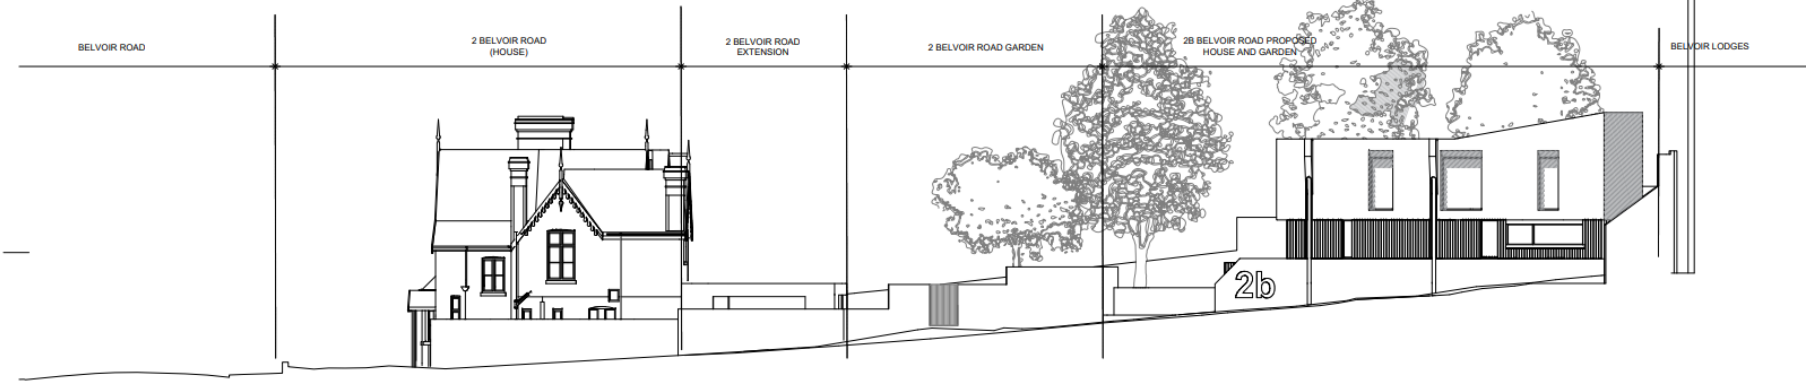 BELVOIR ROAD
2 BELVOIR ROAD
(HOUSE)
2 BELVOIR ROAD
EXTENSION
2 BELVOIR ROAD GARDEN
2B BELVOIR ROAD PROPOSED
HOUSE AND GARDEN
BELVOIR LODGES
2b